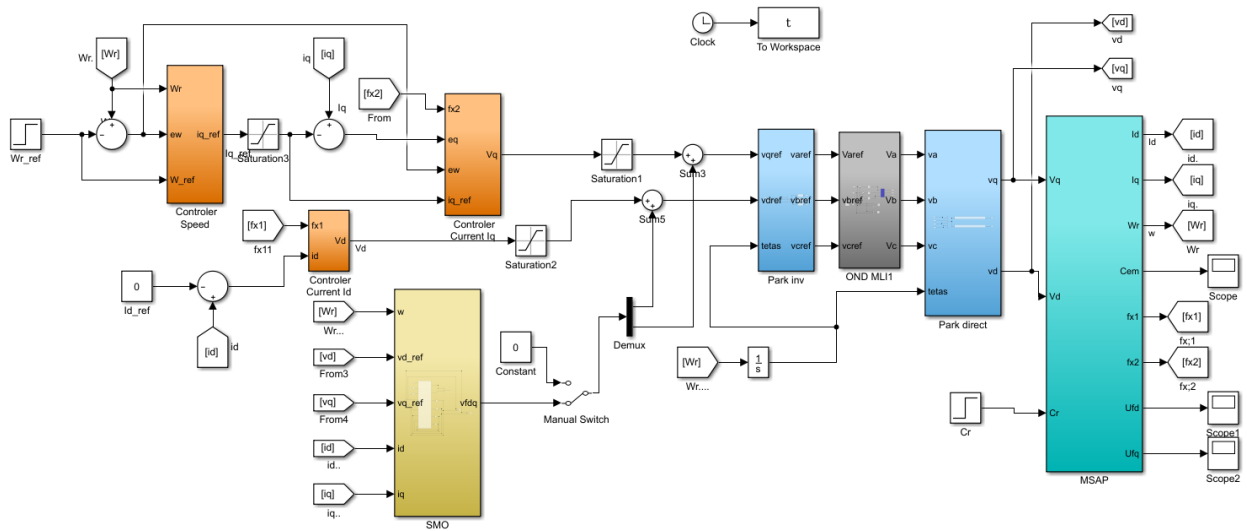 t
Clock
To Workspace
[vd]
vd
[vq]
vq
[Wr]
Wr.
[iq]
iq
Iq
[fx2]
From
Wr
ew
W_ref
iq_ref
Iq_ref
Saturation3
Controler
Speed
Wr_ref
fx2
eq
ew
iq_ref
Vq
Controler
Current Iq
Saturation1
Sum3
Sum5
Saturation2
[fx1]
fx11
fx1
id
Vd
Vd
Controler
Current Id
0
Id_ref
[id]
id
vqref
vdref
tetas
varef
vbref
vcref
Park inv
Varef
vbref
vcref
Va
Vb
Vc
OND MLI1
va
vb
vc
tetas
vq
vd
Park direct
Vq
Vd
Cr
Id
Iq
Wr
Cem
fx1
fx2
Ufd
Ufq
MSAP
Id
[id]
id.
[iq]
iq.
w
[Wr]
Wr
Scope
[fx1]
fx;1
[fx2]
fx;2
Scope1
Scope2
Cr
[Wr]
Wr...
[vd]
From3
[vq]
From4
[id]
id..
[iq]
iq..
w
vd_ref
vq_ref
id
iq
vfdq
SMO
0
Constant
Manual Switch
Demux
[Wr]
Wr....
1
s